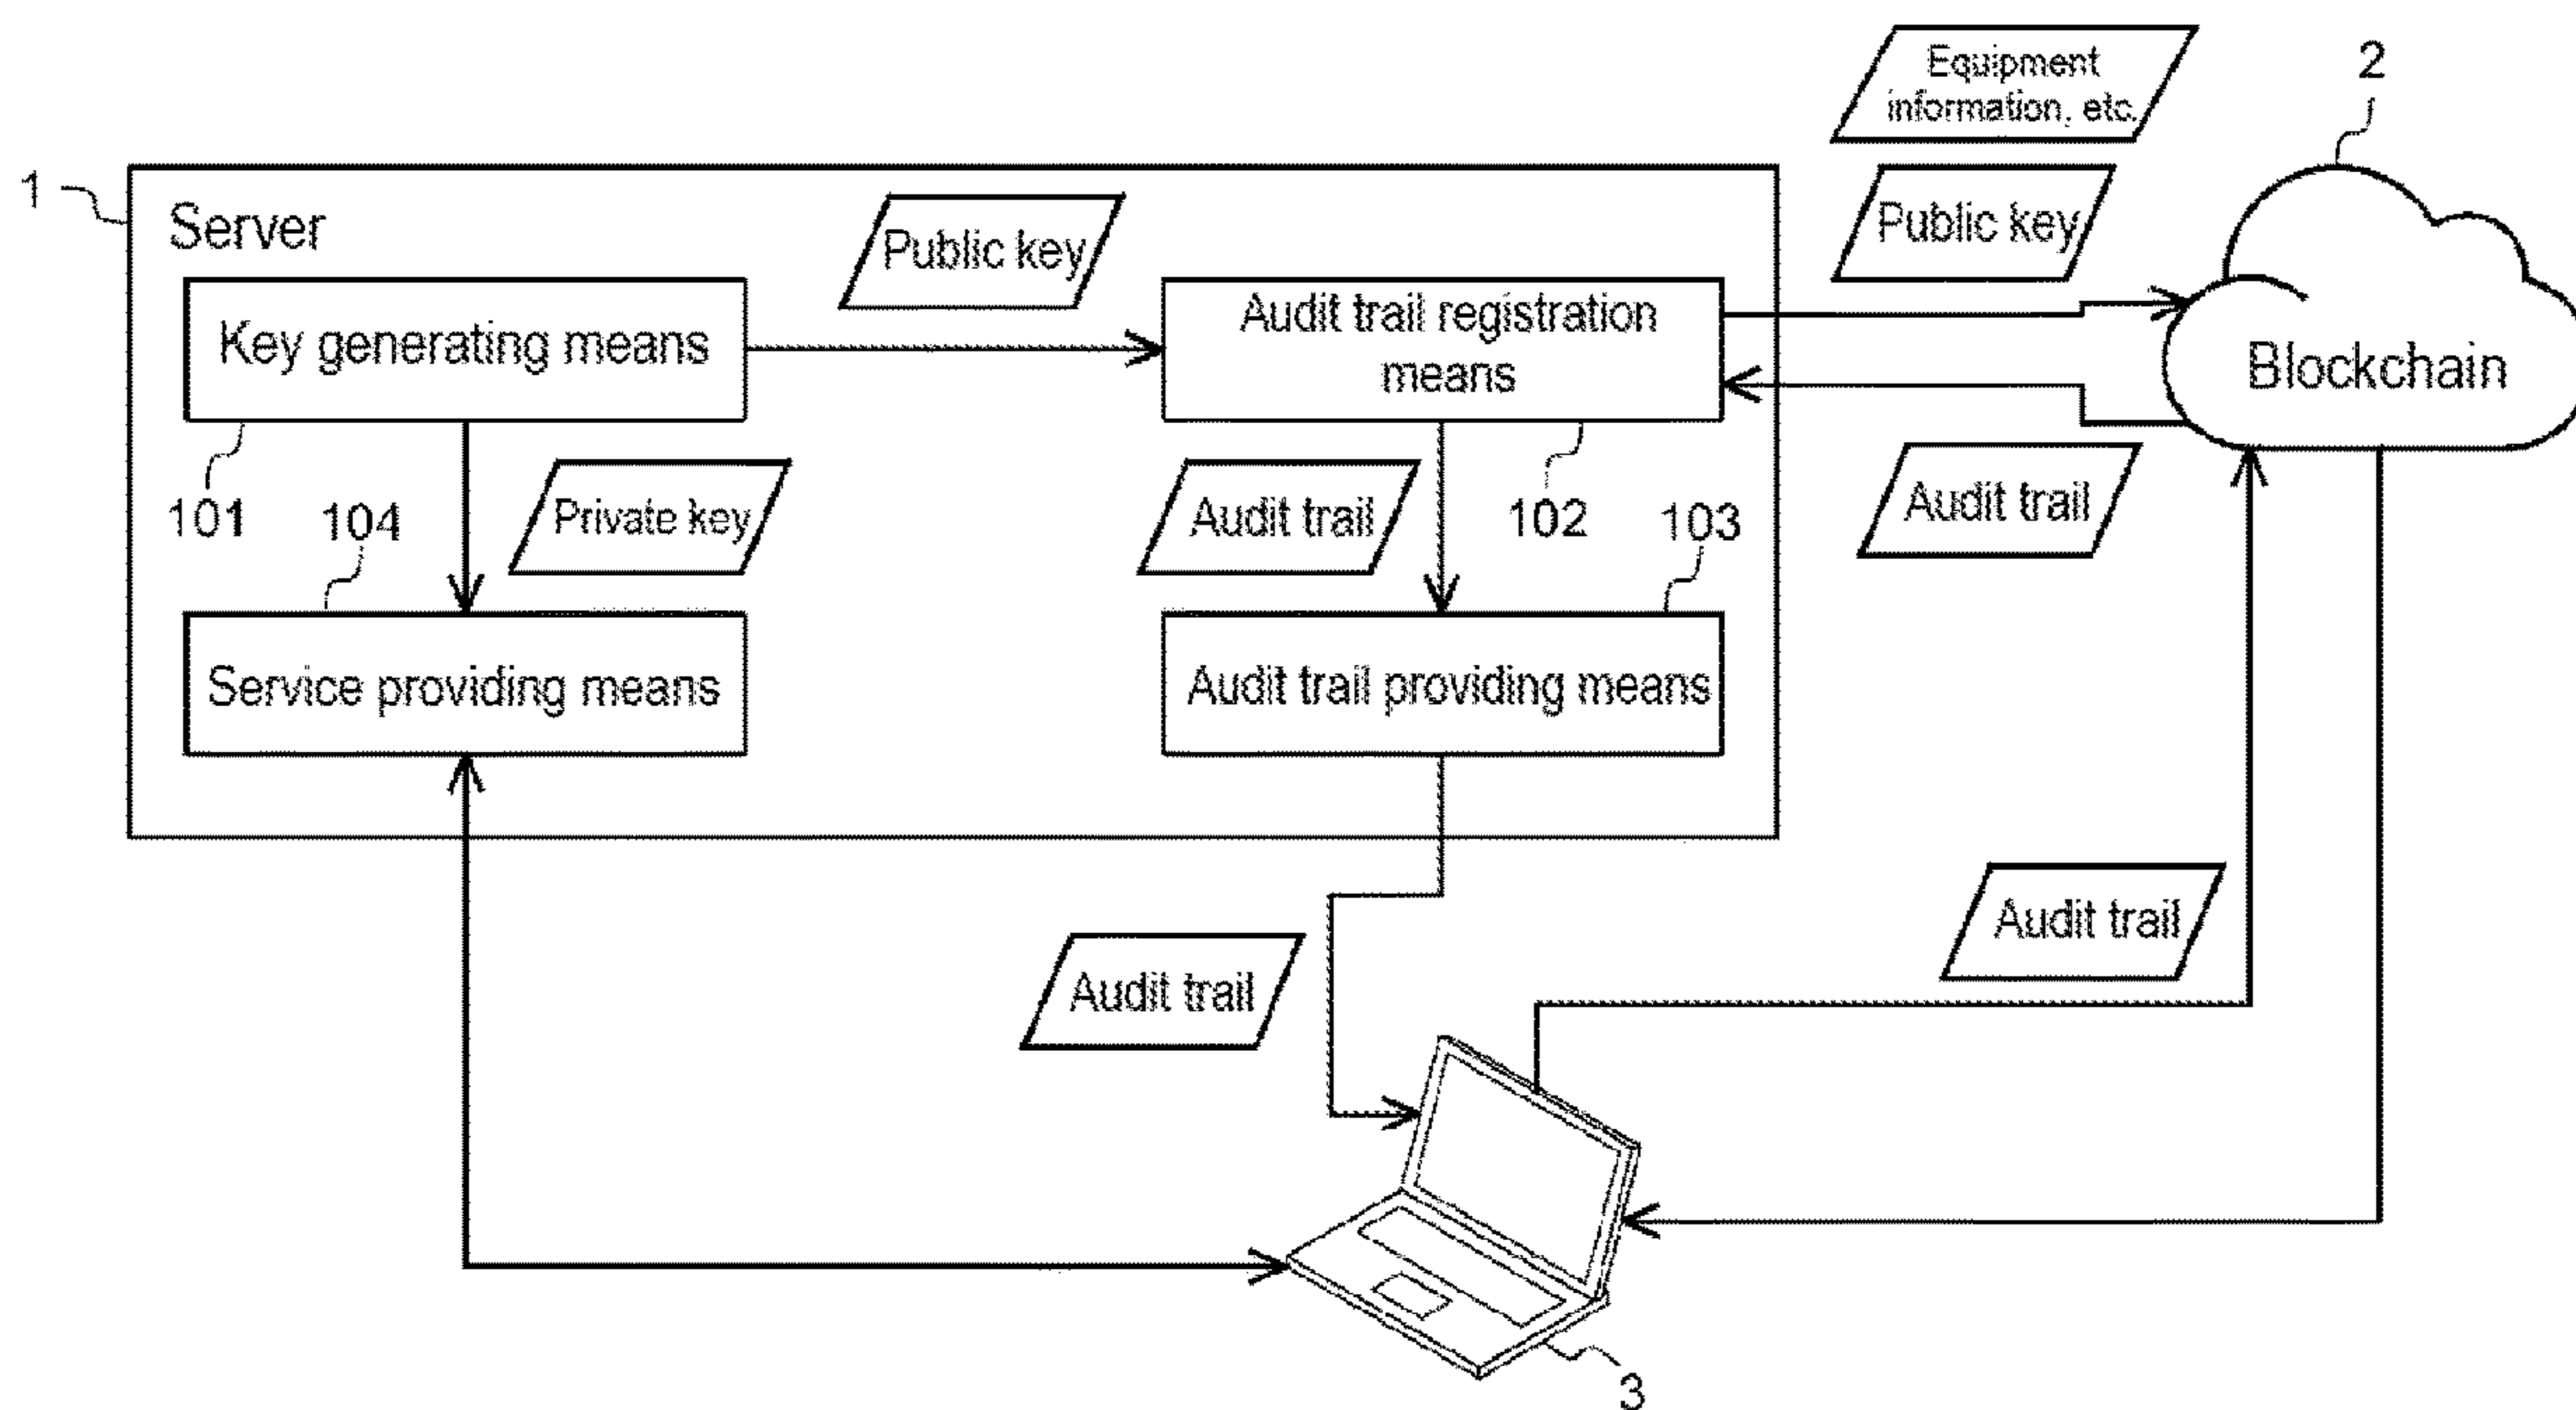 Equipment
information, etc.
2
1
Server
Public key
Public key
Key generating means
Audit trail registration
means
Blockchain
101
104
Private key
Audit trail
102
103
Audit trail
Service providing means
Audit trail providing means
Audit trail
Audit trail
3